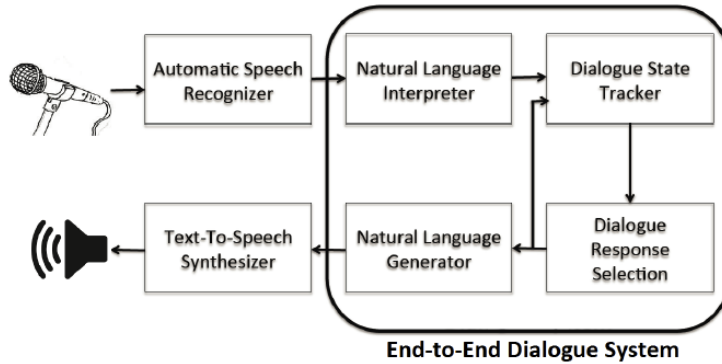 Automatic Speech
Recognizer
Natural Language
Interpreter
Dialogue State
Tracker
Text-To-Speech
Synthesizer
Natural Language
Generator
Dialogue
Response
Selection
End-to-End Dialogue System